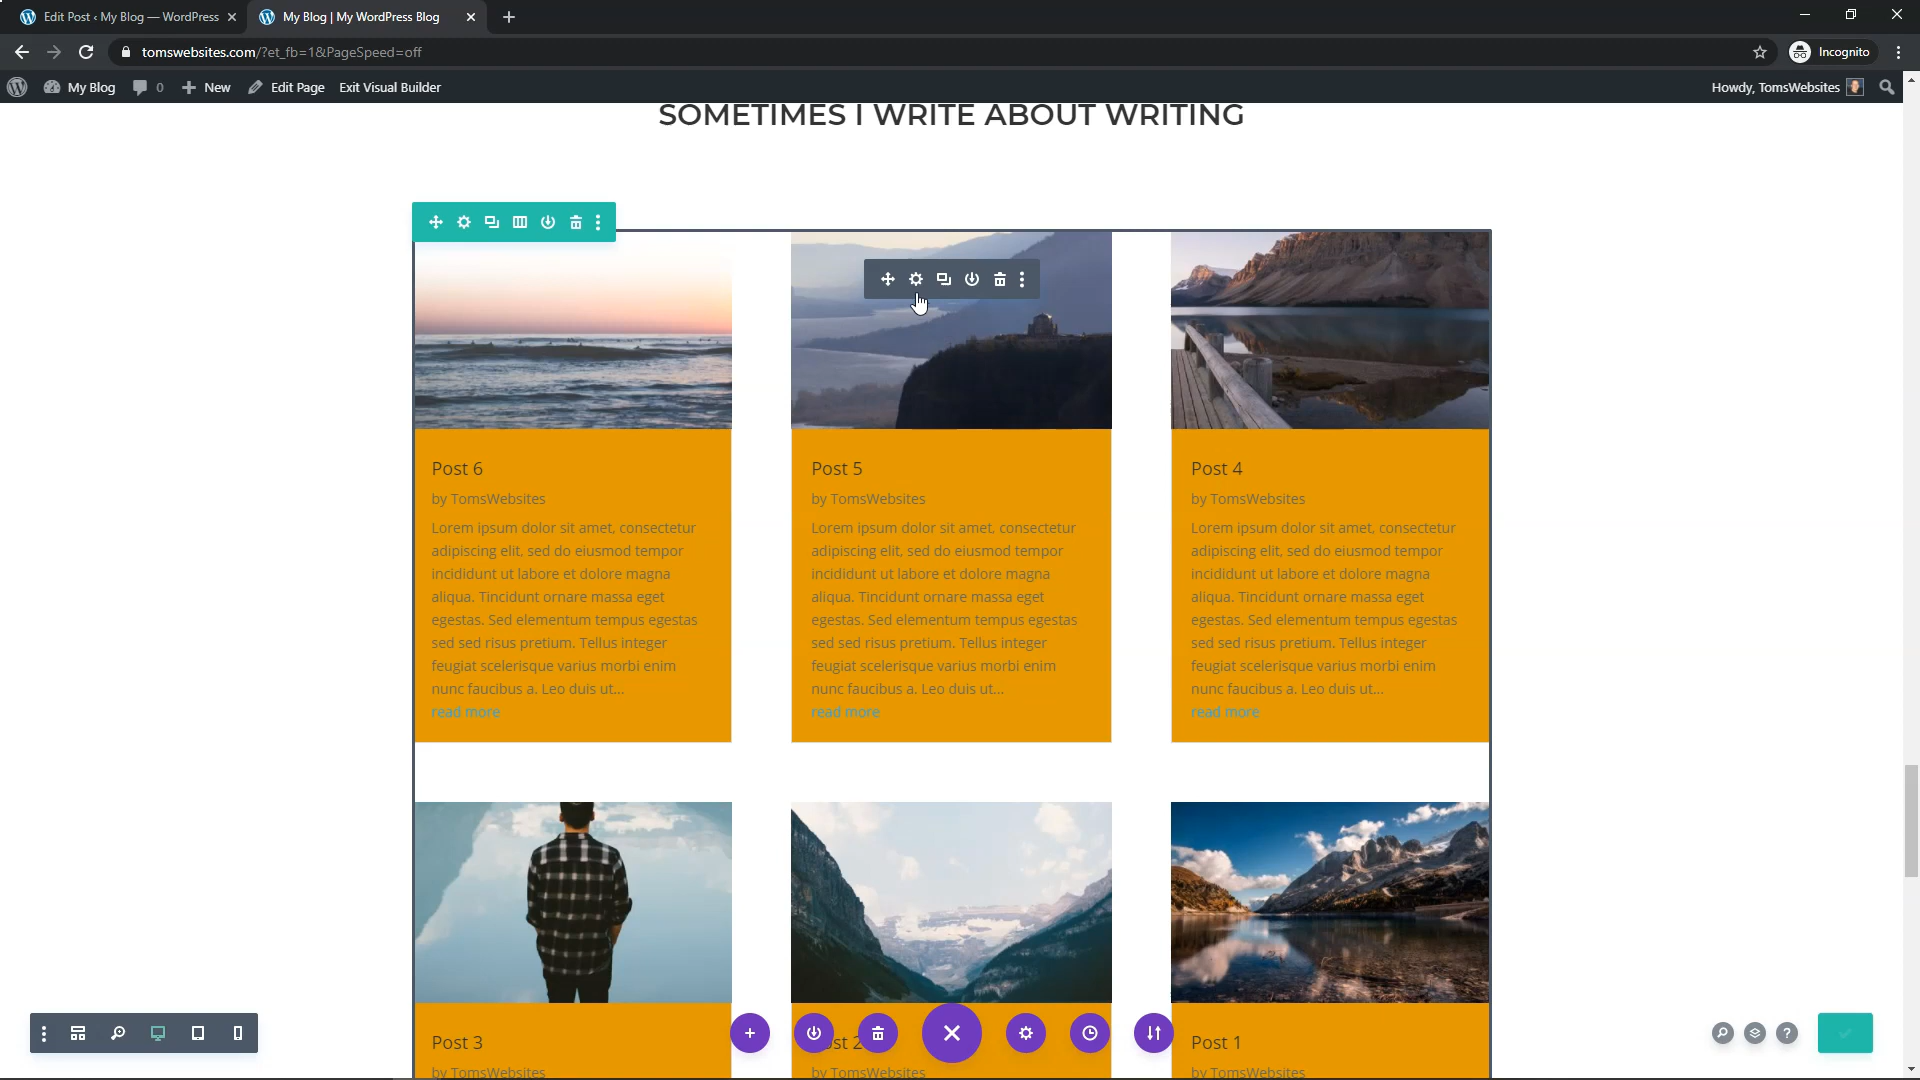 Edit Post ‹ My Blog — WordPress
My Blog | My WordPress Blog
tomswebsites.com/?et_fb=1&PageSpeed=off
Incognito
My Blog
0
New
Edit Page
Exit Visual Builder
Howdy, TomsWebsites
SOMETIMES I WRITE ABOUT WRITING
Post 6
by TomsWebsites
Lorem ipsum dolor sit amet, consectetur
adipiscing elit, sed do eiusmod tempor
incididunt ut labore et dolore magna
aliqua. Tincidunt ornare massa eget
egestas. Sed elementum tempus egestas
sed sed risus pretium. Tellus integer
feugiat scelerisque varius morbi enim
nunc faucibus a. Leo duis ut...
read more
Post 5
by TomsWebsites
Lorem ipsum dolor sit amet, consectetur
adipiscing elit, sed do eiusmod tempor
incididunt ut labore et dolore magna
aliqua. Tincidunt ornare massa eget
egestas. Sed elementum tempus egestas
sed sed risus pretium. Tellus integer
feugiat scelerisque varius morbi enim
nunc faucibus a. Leo duis ut...
read more
Post 4
by TomsWebsites
Lorem ipsum dolor sit amet, consectetur
adipiscing elit, sed do eiusmod tempor
incididunt ut labore et dolore magna
aliqua. Tincidunt ornare massa eget
egestas. Sed elementum tempus egestas
sed sed risus pretium. Tellus integer
feugiat scelerisque varius morbi enim
nunc faucibus a. Leo duis ut...
read more
Post 3
by TomsWebsites
st 2
by TomsWebsites
Post 1
by TomsWebsites